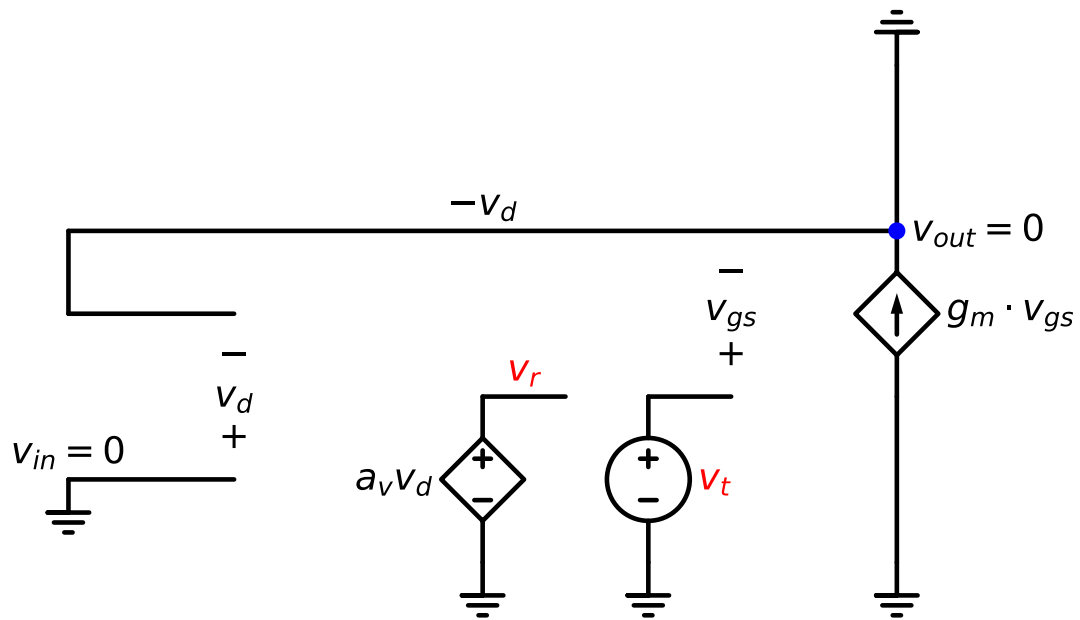 −v_d
v_out = 0
−
v_gs
+
g_m · v_gs
−
v_d
+
v_in = 0
v_r
a_v v_d
+
−
+
−
v_t